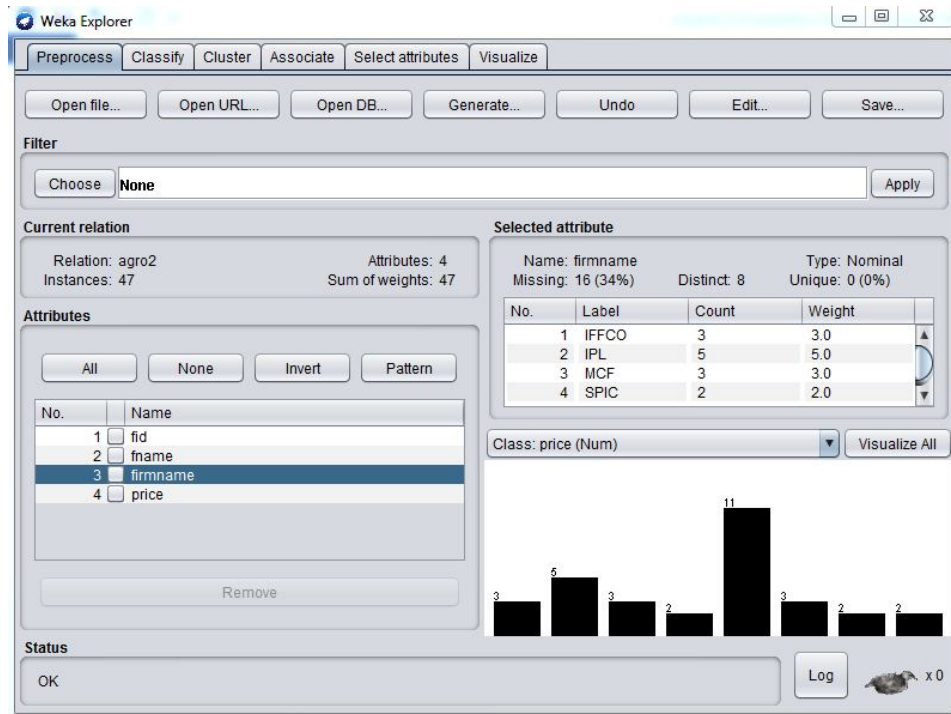 Weka Explorer
Preprocess Classify Cluster Associate Select attributes Visualize
Open file... Open URL... Open DB... Generate... Undo Edit... Save...
Filter
Choose None Apply
Current relation
Relation: agro2 Attributes: 4
Instances: 47 Sum of weights: 47
Attributes
All None Invert Pattern
No. Name
1 fid
2 fname
3 firmname
4 price
Remove
Selected attribute
Name: firmname Type: Nominal
Missing: 16 (34%) Distinct: 8 Unique: 0 (0%)
No. Label Count Weight
1 IFFCO 3 3.0
2 IPL 5 5.0
3 MCF 3 3.0
4 SPIC 2 2.0
Class: price (Num) Visualize All
3 5 3 2 11 3 2 2
Status
OK Log x 0